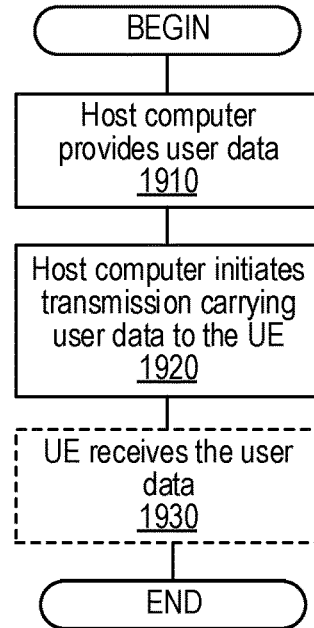 BEGIN
Host computer
provides user data
1910
Host computer initiates
transmission carrying
user data to the UE
1920
UE receives the user
data
1930
END